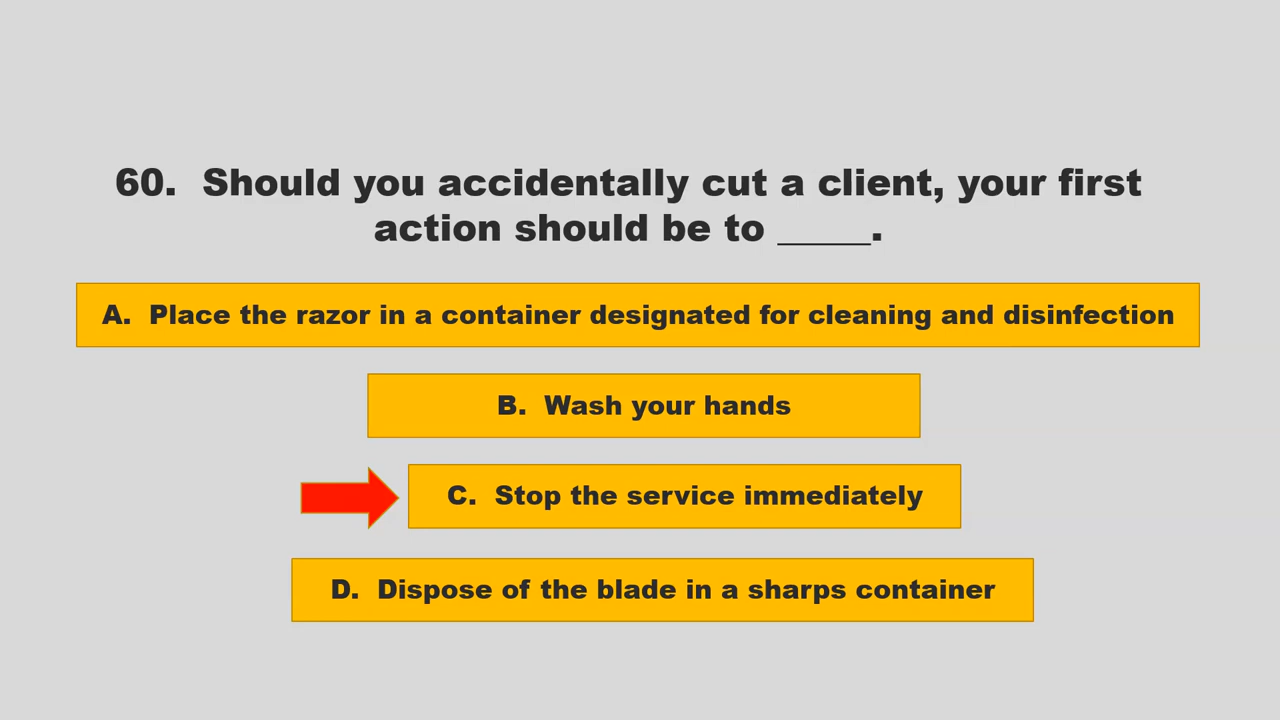 60.  Should you accidentally cut a client, your first
action should be to _____.
A.  Place the razor in a container designated for cleaning and disinfection
B.  Wash your hands
C.  Stop the service immediately
D.  Dispose of the blade in a sharps container